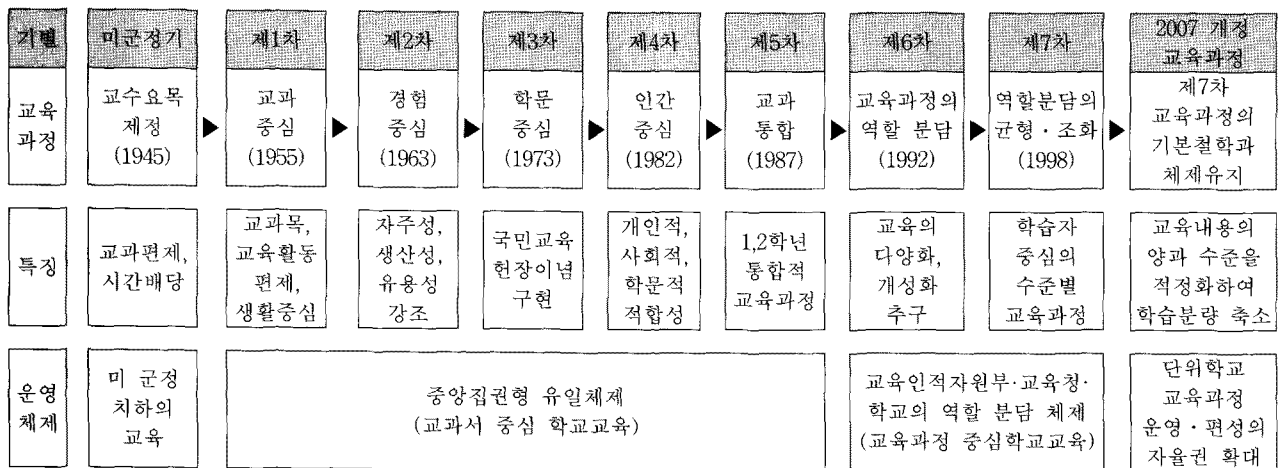 기별
미군정기
제1차
제2차
제3차
제4차
제5차
제6차
제7차
2007 개정
교육과정
교육
과정
교수요목
제정
(1945)
교과
중심
(1955)
경험
중심
(1963)
학문
중심
(1973)
인간
중심
(1982)
교과
통합
(1987)
교육과정의
역할 분담
(1992)
역할분담의
균형·조화
(1998)
제7차
교육과정의
기본철학과
체제유지
특징
교과편제,
시간배당
교과목,
교육활동
편제,
생활중심
자주성,
생산성,
유용성
강조
국민교육
헌장이념
구현
개인적,
사회적,
학문적
적합성
1,2학년
통합적
교육과정
교육의
다양화,
개성화
추구
학습자
중심의
수준별
교육과정
교육내용의
양과 수준을
적정화하여
학습분량 축소
운영
체제
미 군정
치하의
교육
중앙집권형 유일체제
(교과서 중심 학교교육)
교육인적자원부·교육청·
학교의 역할 분담 체제
(교육과정 중심학교교육)
단위학교
교육과정
운영·편성의
자율권 확대